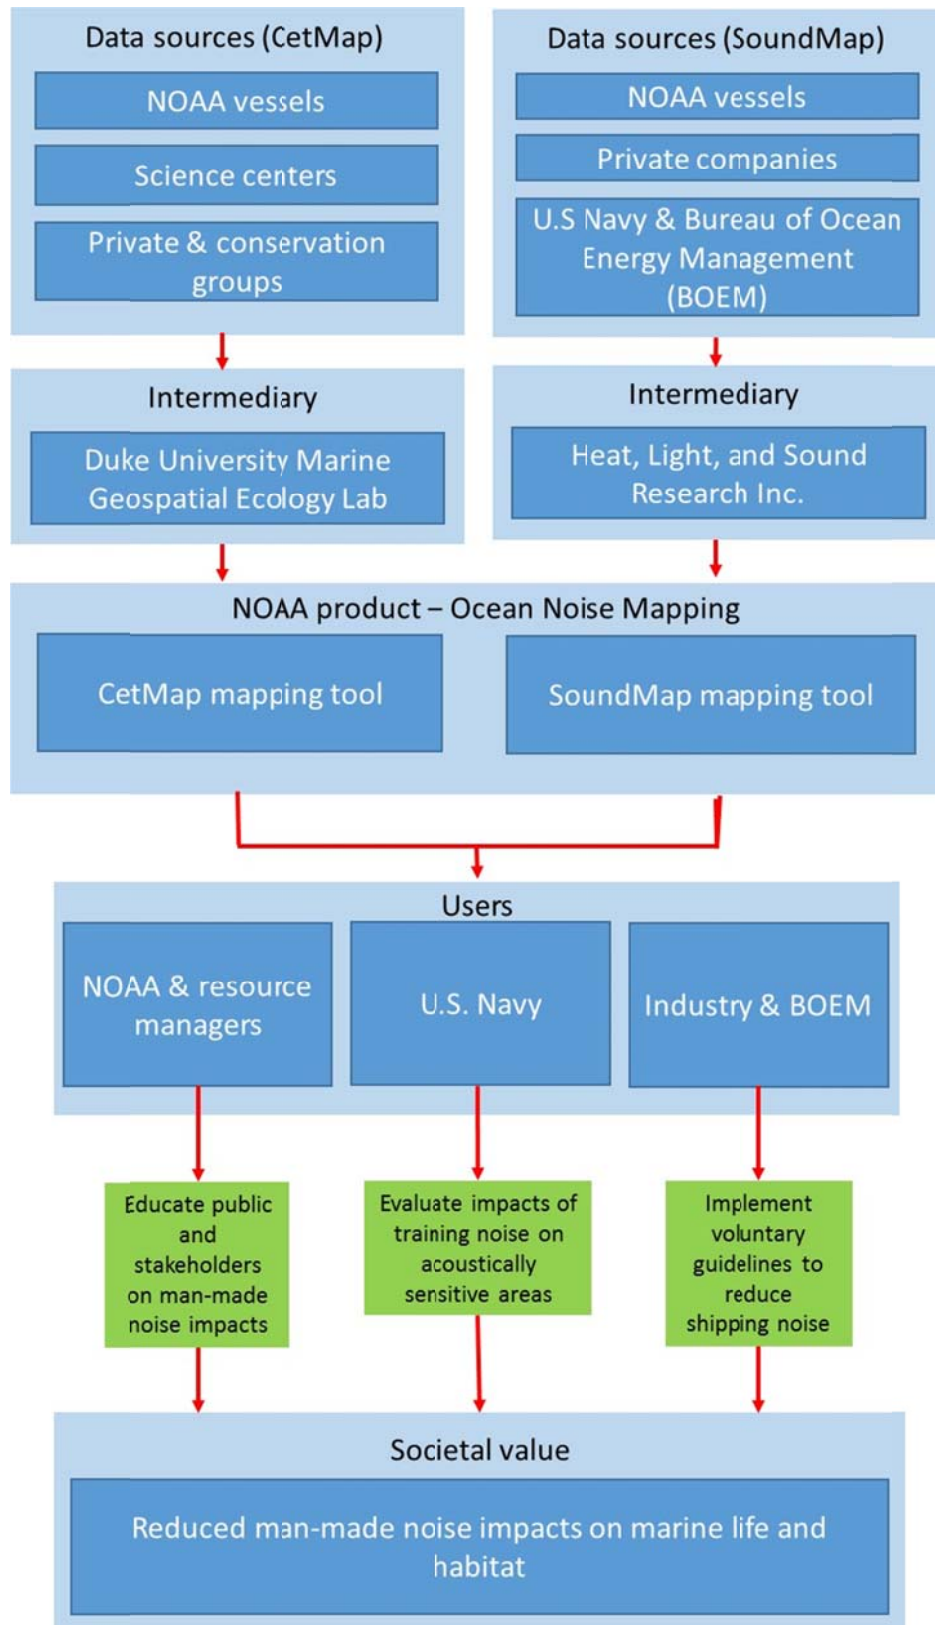 Data sources (CetMap)
NOAA vessels
Science centers
Private & conservation
groups
Data sources (SoundMap)
NOAA vessels
Private companies
U.S Navy & Bureau of Ocean
Energy Management
(BOEM)
Intermediary
Duke University Marine
Geospatial Ecology Lab
Intermediary
Heat, Light, and Sound
Research Inc.
NOAA product – Ocean Noise Mapping
CetMap mapping tool
SoundMap mapping tool
Users
NOAA & resource
managers
U.S. Navy
Industry & BOEM
Educate public
and
stakeholders
on man-made
noise impacts
Evaluate impacts of
training noise on
acoustically
sensitive areas
Implement
voluntary
guidelines to
reduce
shipping noise
Societal value
Reduced man-made noise impacts on marine life and
habitat